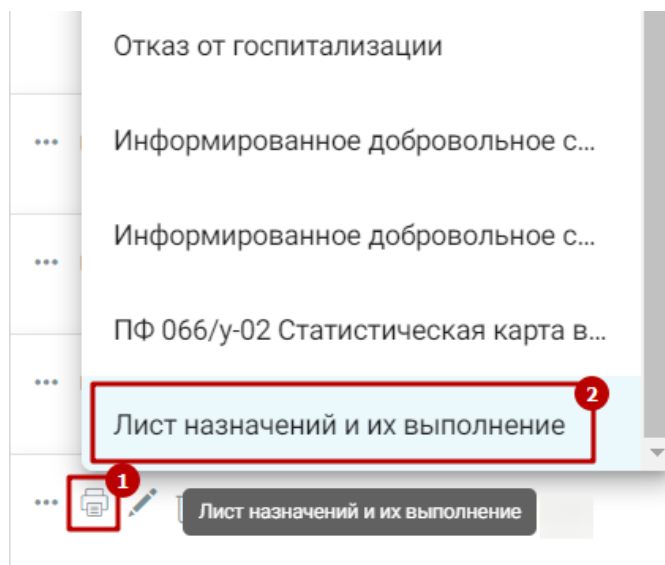 Отказ от госпитализации
Информированное добровольное с...
Информированное добровольное с...
ПФ 066/у-02 Статистическая карта в...
2
Лист назначений и их выполнение
1
Лист назначений и их выполнение